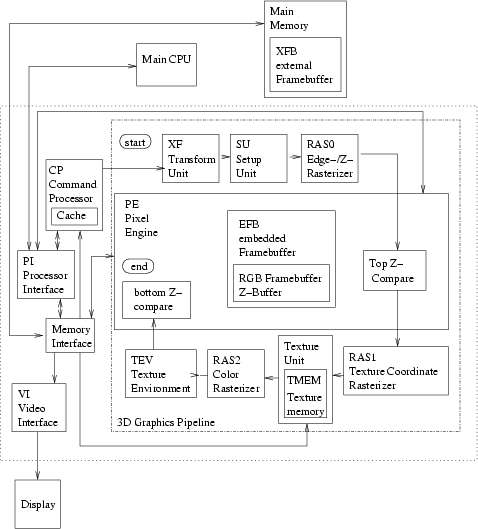 Main
Memory
XFB
external
Framebuffer
Main CPU
start
XF
Transform
Unit
SU
Setup
Unit
RAS0
Edge-/Z-
Rasterizer
CP
Command
Processor
Cache
PE
Pixel
Engine
EFB
embedded
Framebuffer
RGB Framebuffer
Z-Buffer
Top Z-
Compare
PI
Processor
Interface
end
bottom Z-
compare
Memory
Interface
TEV
Texture
Environment
RAS2
Color
Rasterizer
Texture
Unit
TMEM
Texture
memory
RAS1
Texture Coordinate
Rasterizer
VI
Video
Interface
3D Graphics Pipeline
Display